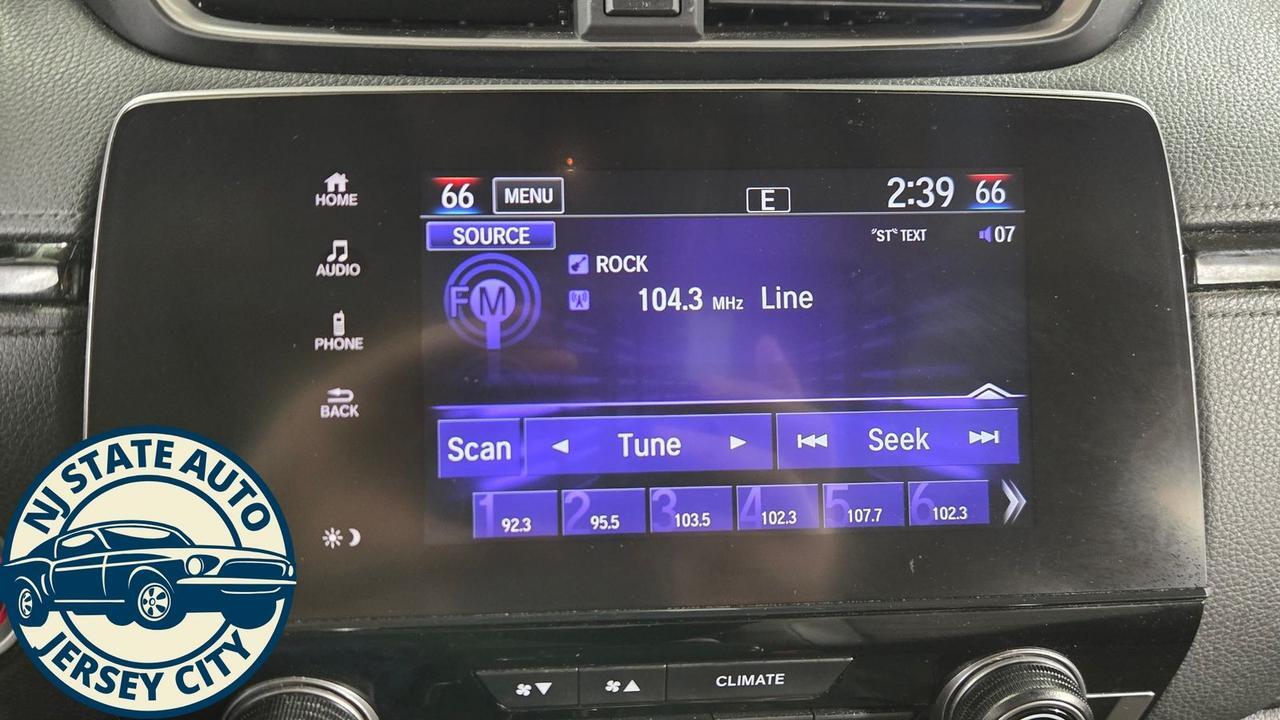 HOME
AUDIO
PHONE
BACK
66 MENU E 2:39 66
SOURCE "ST" TEXT 07
ROCK
FM
104.3 MHz Line
Scan Tune Seek
1 92.3 2 95.5 3 103.5 4 102.3 5 107.7 6 102.3
CLIMATE
NJ STATE AUTO
JERSEY CITY